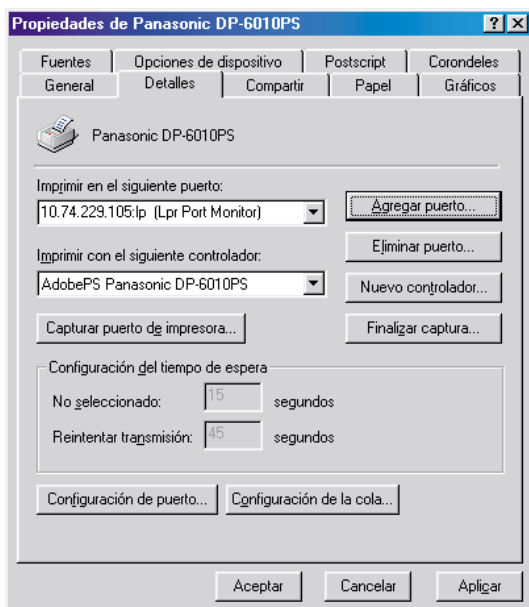 Propiedades de Panasonic DP-6010PS
Fuentes Opciones de dispositivo Postscript Corondeles
General Detalles Compartir Papel Gráficos
Panasonic DP-6010PS
Imprimir en el siguiente puerto:
10.74.229.105:lp (Lpr Port Monitor)
Agregar puerto...
Eliminar puerto...
Imprimir con el siguiente controlador:
AdobePS Panasonic DP-6010PS
Nuevo controlador...
Capturar puerto de impresora...
Finalizar captura...
Configuración del tiempo de espera
No seleccionado: 15 segundos
Reintentar transmisión: 45 segundos
Configuración de puerto... Configuración de la cola...
Aceptar Cancelar Aplicar